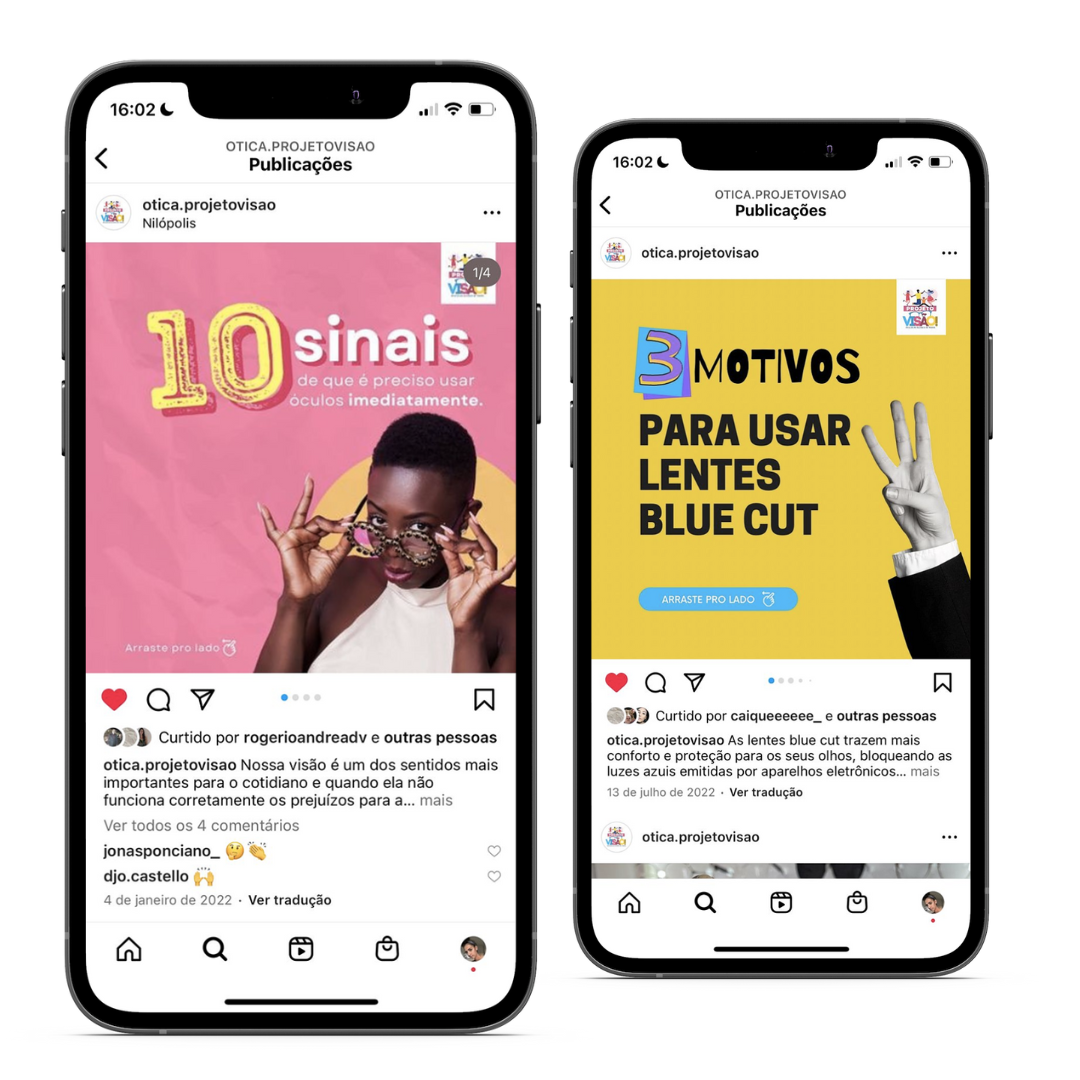 16:02
OTICA.PROJETOVISAO
Publicações
otica.projetovisao
Nilópolis
1/4
VISÃO!
10 sinais
de que é preciso usar
óculos imediatamente.
Arraste pro lado
Curtido por rogerioandreadv e outras pessoas
otica.projetovisao Nossa visão é um dos sentidos mais
importantes para o cotidiano e quando ela não
funciona corretamente os prejuízos para a... mais
Ver todos os 4 comentários
jonasponciano_ 🤔👏
djo.castello 🙌
4 de janeiro de 2022 · Ver tradução
16:02
OTICA.PROJETOVISAO
Publicações
otica.projetovisao
PROJETO
VISÃO!
3 MOTIVOS
PARA USAR
LENTES
BLUE CUT
ARRASTE PRO LADO
Curtido por caiqueeeeee_ e outras pessoas
otica.projetovisao As lentes blue cut trazem mais
conforto e proteção para os seus olhos, bloqueando as
luzes azuis emitidas por aparelhos eletrônicos... mais
13 de julho de 2022 · Ver tradução
otica.projetovisao